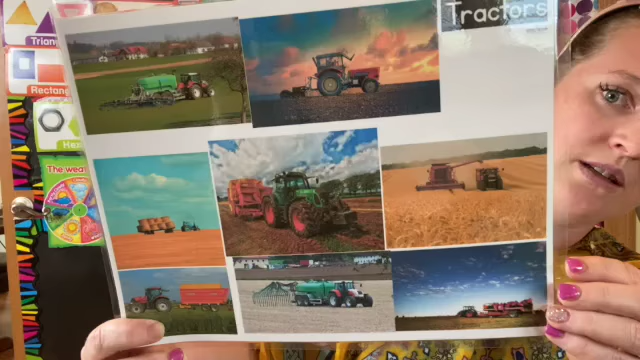 Tractors
Triang
Rectang
Hex
The wea